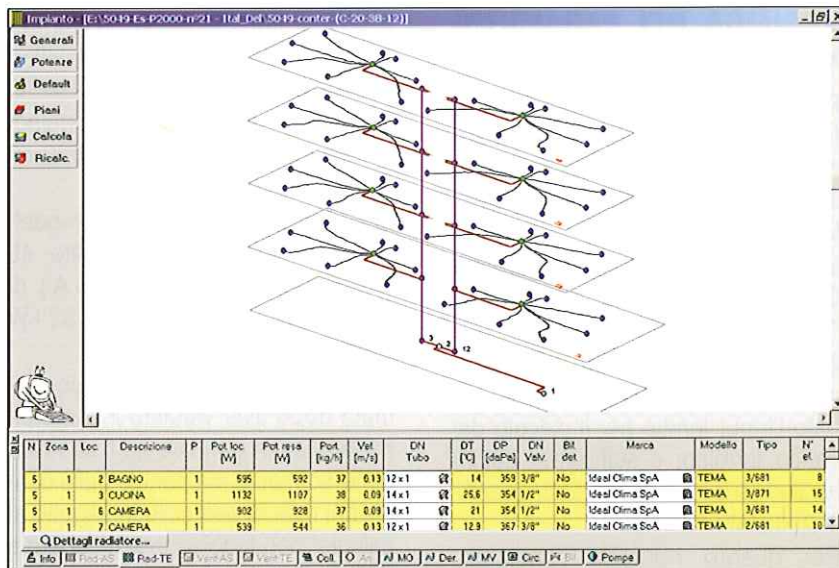 Impianto - [E:\5049-Es-P2000-n°21 - Ital_Del\5049-conter-(C-20-38-12)]
Generali
Potenze
Default
Piani
Calcola
Ricalc.
3 2 12
1
N Zona Loc. Descrizione P Pot loc. [W] Pot resa [W] Port. [kg/h] Vel. [m/s] DN Tubo DT [°C] DP [daPa] DN Valv. Bil. det. Marca Modello Tipo N° el.
5 1 2 BAGNO 1 595 592 37 0.13 12 x 1 14 359 3/8" No Ideal Clima SpA TEMA 3/681 8
5 1 3 CUCINA 1 1132 1107 38 0.09 14 x 1 25,6 354 1/2" No Ideal Clima SpA TEMA 3/871 15
5 1 6 CAMERA 1 902 928 37 0.09 14 x 1 21 354 1/2" No Ideal Clima SpA TEMA 3/681 14
5 1 7 CAMERA 1 539 544 36 0.13 12 x 1 12.9 367 3/8" No Ideal Clima SpA TEMA 2/681 10
Dettagli radiatore...
Info Rad-AS Rad-TE Vent-AS Vent-TE Coll. Ari. MO Der. MV Circ. Bil. Pompe